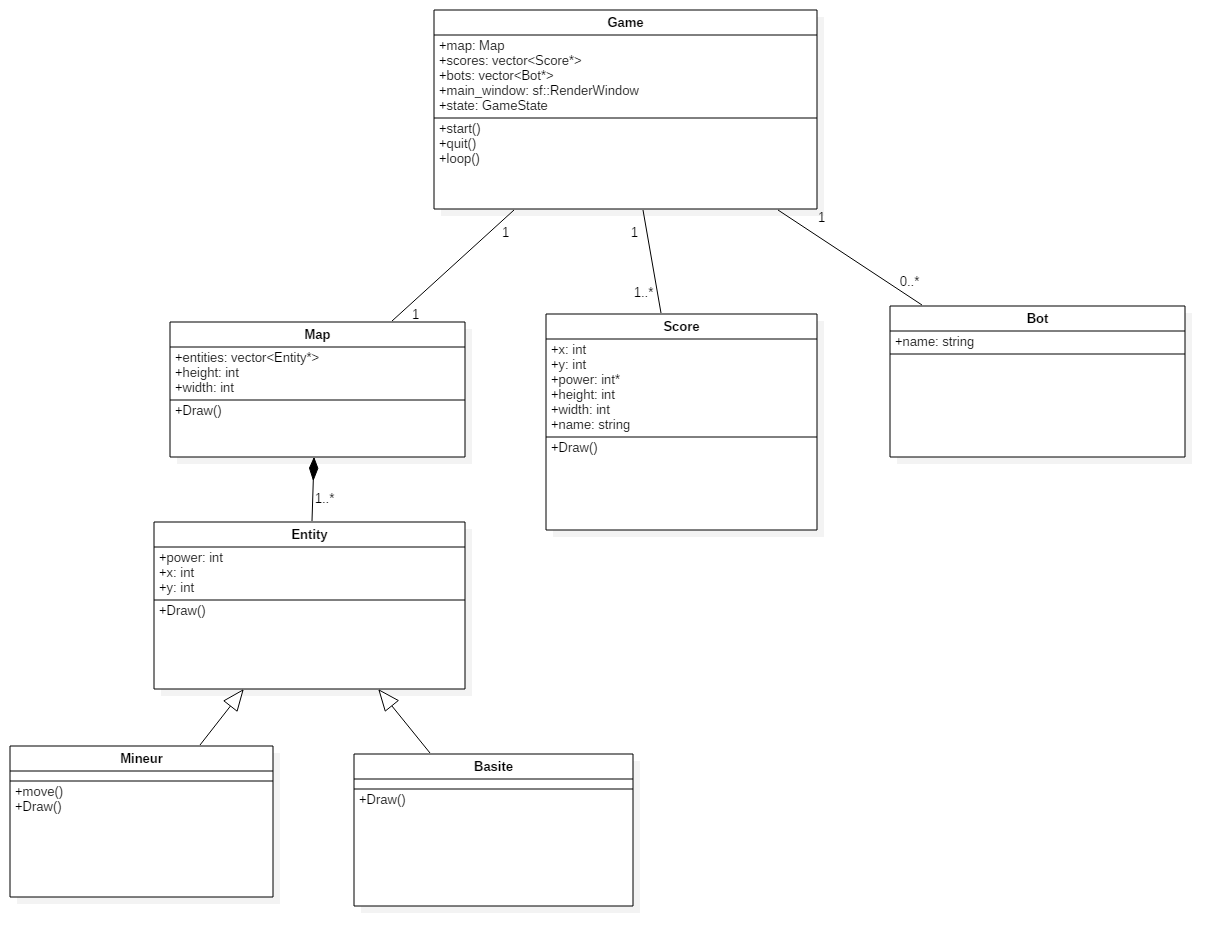 Game
+map: Map
+scores: vector<Score*>
+bots: vector<Bot*>
+main_window: sf::RenderWindow
+state: GameState
+start()
+quit()
+loop()
1
1
1
1
1..*
0..*
Map
+entities: vector<Entity*>
+height: int
+width: int
+Draw()
Score
+x: int
+y: int
+power: int*
+height: int
+width: int
+name: string
+Draw()
Bot
+name: string
1..*
Entity
+power: int
+x: int
+y: int
+Draw()
Mineur
+move()
+Draw()
Basite
+Draw()